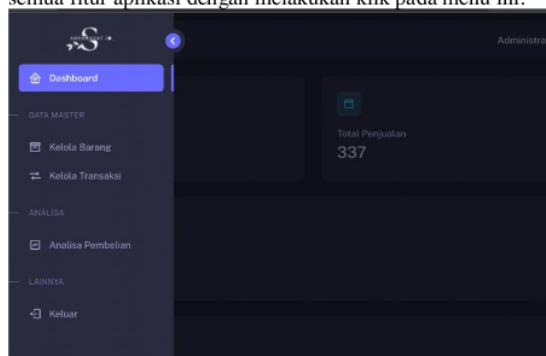 semua fitur aplikasi dengan melakukan klik pada menu ini.
Administra
Dashboard
DATA MASTER
Kelola Barang
Kelola Transaksi
ANALISA
Analisa Pembelian
LAINNYA
Keluar
Total Penjualan
337